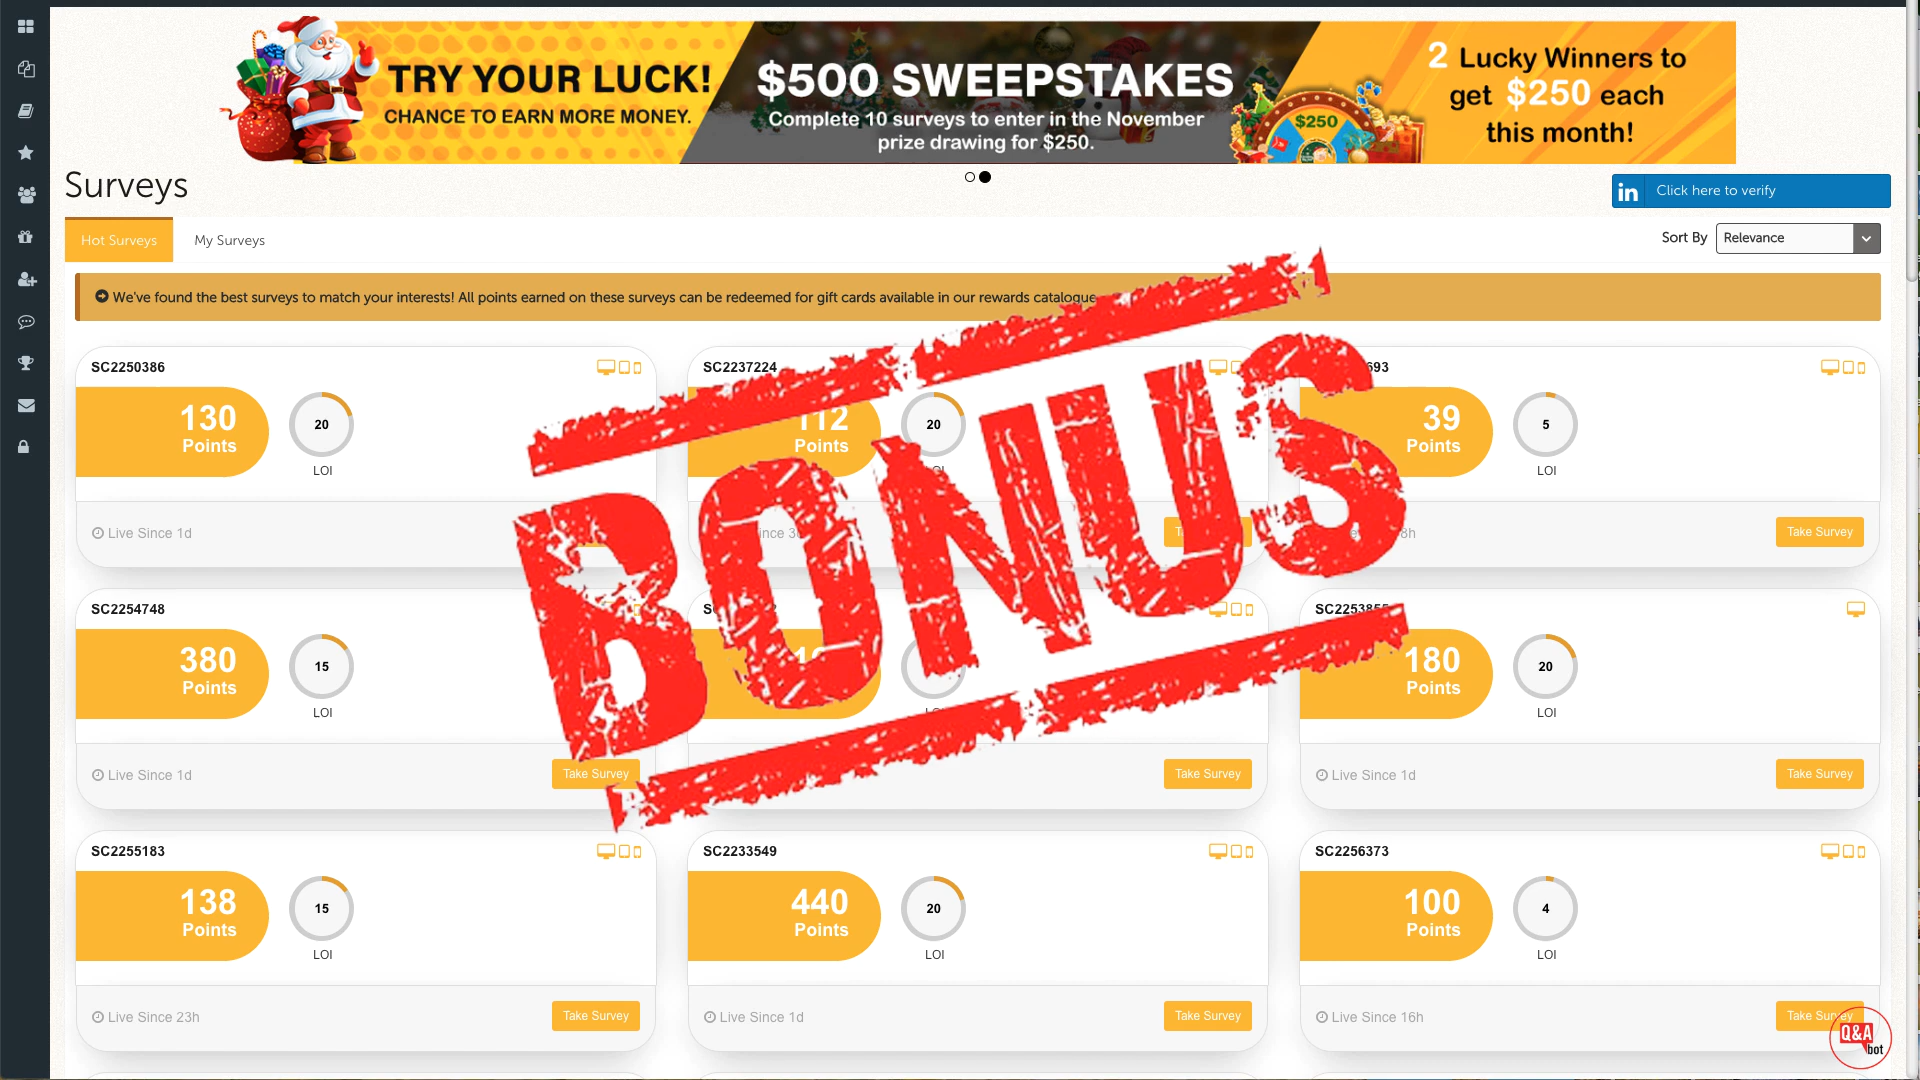 TRY YOUR LUCK!
CHANCE TO EARN MORE MONEY.
$500 SWEEPSTAKES
Complete 10 surveys to enter in the November
prize drawing for $250.
$250
2 Lucky Winners to
get $250 each
this month!
Surveys
in Click here to verify
Hot Surveys
My Surveys
Sort By Relevance
We've found the best surveys to match your interests! All points earned on these surveys can be redeemed for gift cards available in our rewards catalogue
BONUS
SC2250386
130
Points
20
LOI
Live Since 1d
SC2237224
112
Points
20
LOI
693
39
Points
5
LOI
Take Survey
SC2254748
380
Points
15
LOI
Live Since 1d
Take Survey
Take Survey
180
Points
20
LOI
Live Since 1d
Take Survey
SC2255183
138
Points
15
LOI
Live Since 23h
Take Survey
SC2233549
440
Points
20
LOI
Live Since 1d
Take Survey
SC2256373
100
Points
4
LOI
Live Since 16h
Take Survey
Q&A
bot